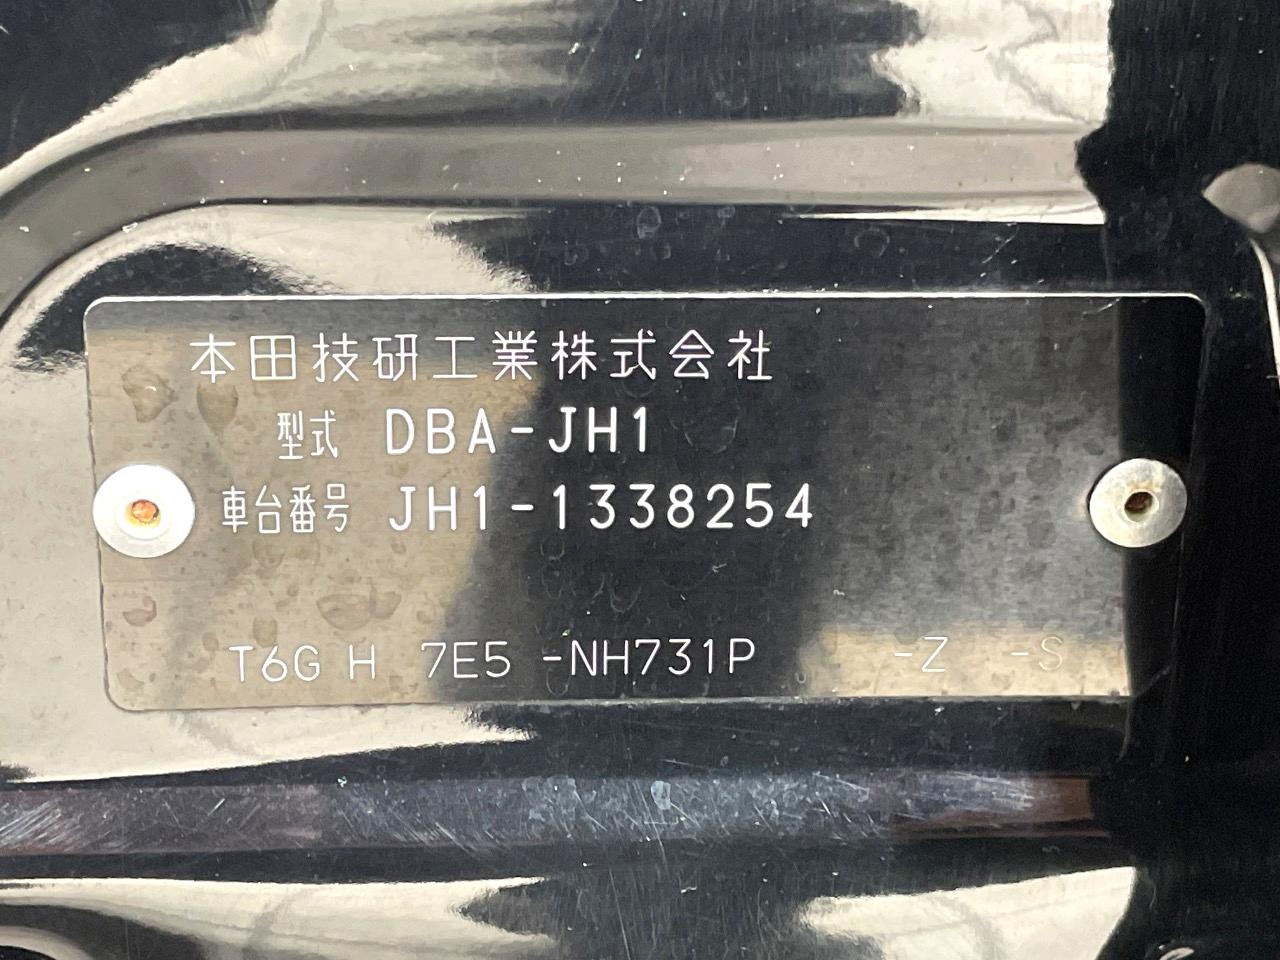 本田技研工業株式会社
型式 DBA-JH1
車台番号 JH1-1338254
T6G H 7E5 -NH731P -Z -S